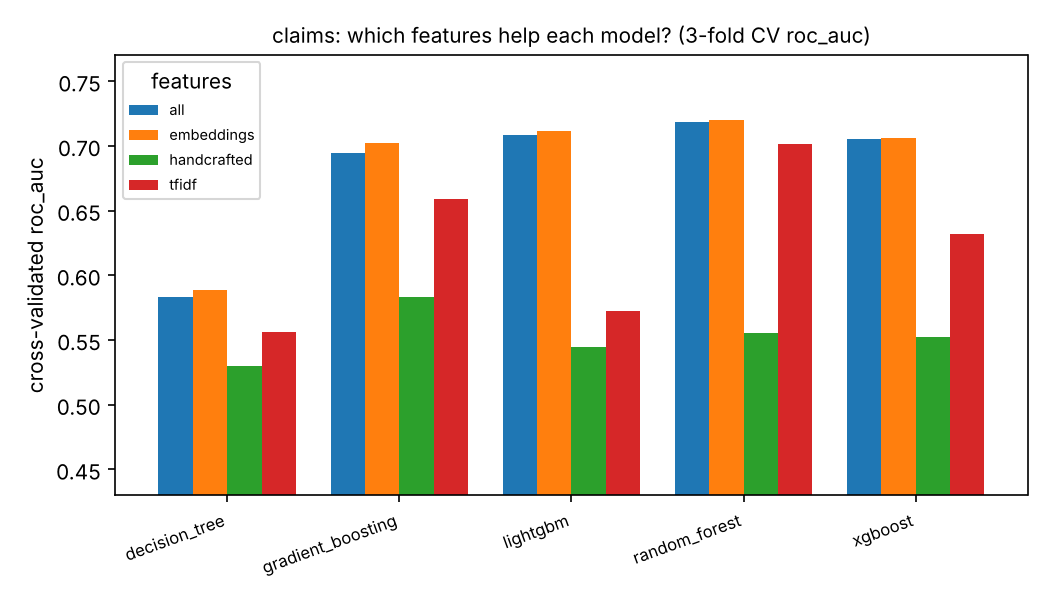 claims: which features help each model? (3-fold CV roc_auc)
features
all
embeddings
handcrafted
tfidf
cross-validated roc_auc
0.75
0.70
0.65
0.60
0.55
0.50
0.45
decision_tree
gradient_boosting
lightgbm
random_forest
xgboost